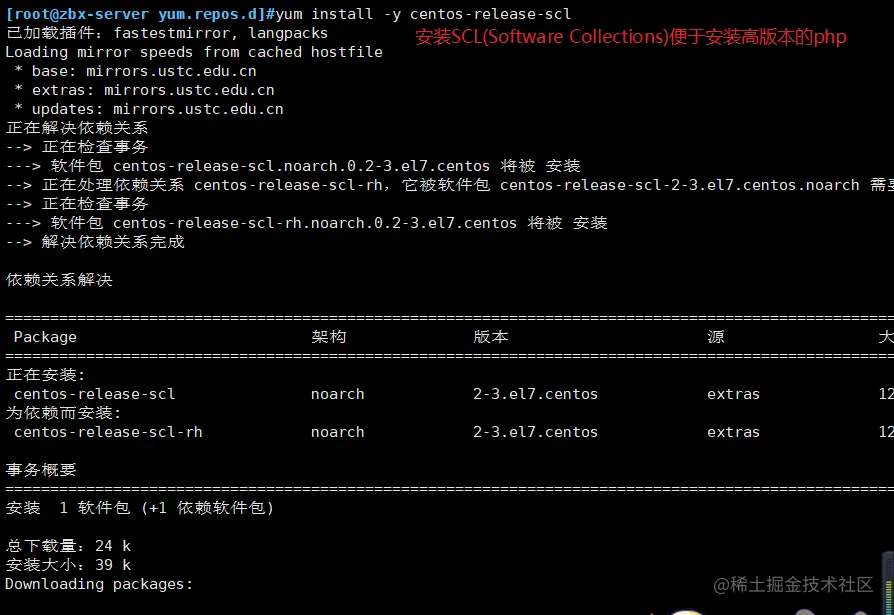 [root@zbx-server yum.repos.d]#yum install -y centos-release-scl
已加载插件：fastestmirror, langpacks
安装SCL(Software Collections)便于安装高版本的php
Loading mirror speeds from cached hostfile
 * base: mirrors.ustc.edu.cn
 * extras: mirrors.ustc.edu.cn
 * updates: mirrors.ustc.edu.cn
正在解决依赖关系
--> 正在检查事务
---> 软件包 centos-release-scl.noarch.0.2-3.el7.centos 将被 安装
--> 正在处理依赖关系 centos-release-scl-rh，它被软件包 centos-release-scl-2-3.el7.centos.noarch 需要
--> 正在检查事务
---> 软件包 centos-release-scl-rh.noarch.0.2-3.el7.centos 将被 安装
--> 解决依赖关系完成
依赖关系解决
================================================================================
 Package 架构 版本 源 大
================================================================================
正在安装:
 centos-release-scl noarch 2-3.el7.centos extras 12
为依赖而安装:
 centos-release-scl-rh noarch 2-3.el7.centos extras 12
事务概要
================================================================================
安装  1 软件包 (+1 依赖软件包)
总下载量：24 k
安装大小：39 k
Downloading packages:
@稀土掘金技术社区